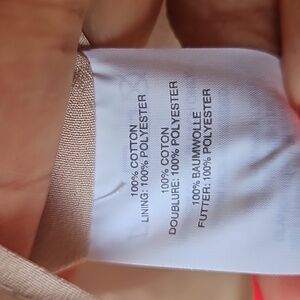 100% COTTON
LINING: 100% POLYESTER
100% COTON
DOUBLURE: 100% POLYESTER
100% BAUMWOLLE
FUTTER: 100% POLYESTER